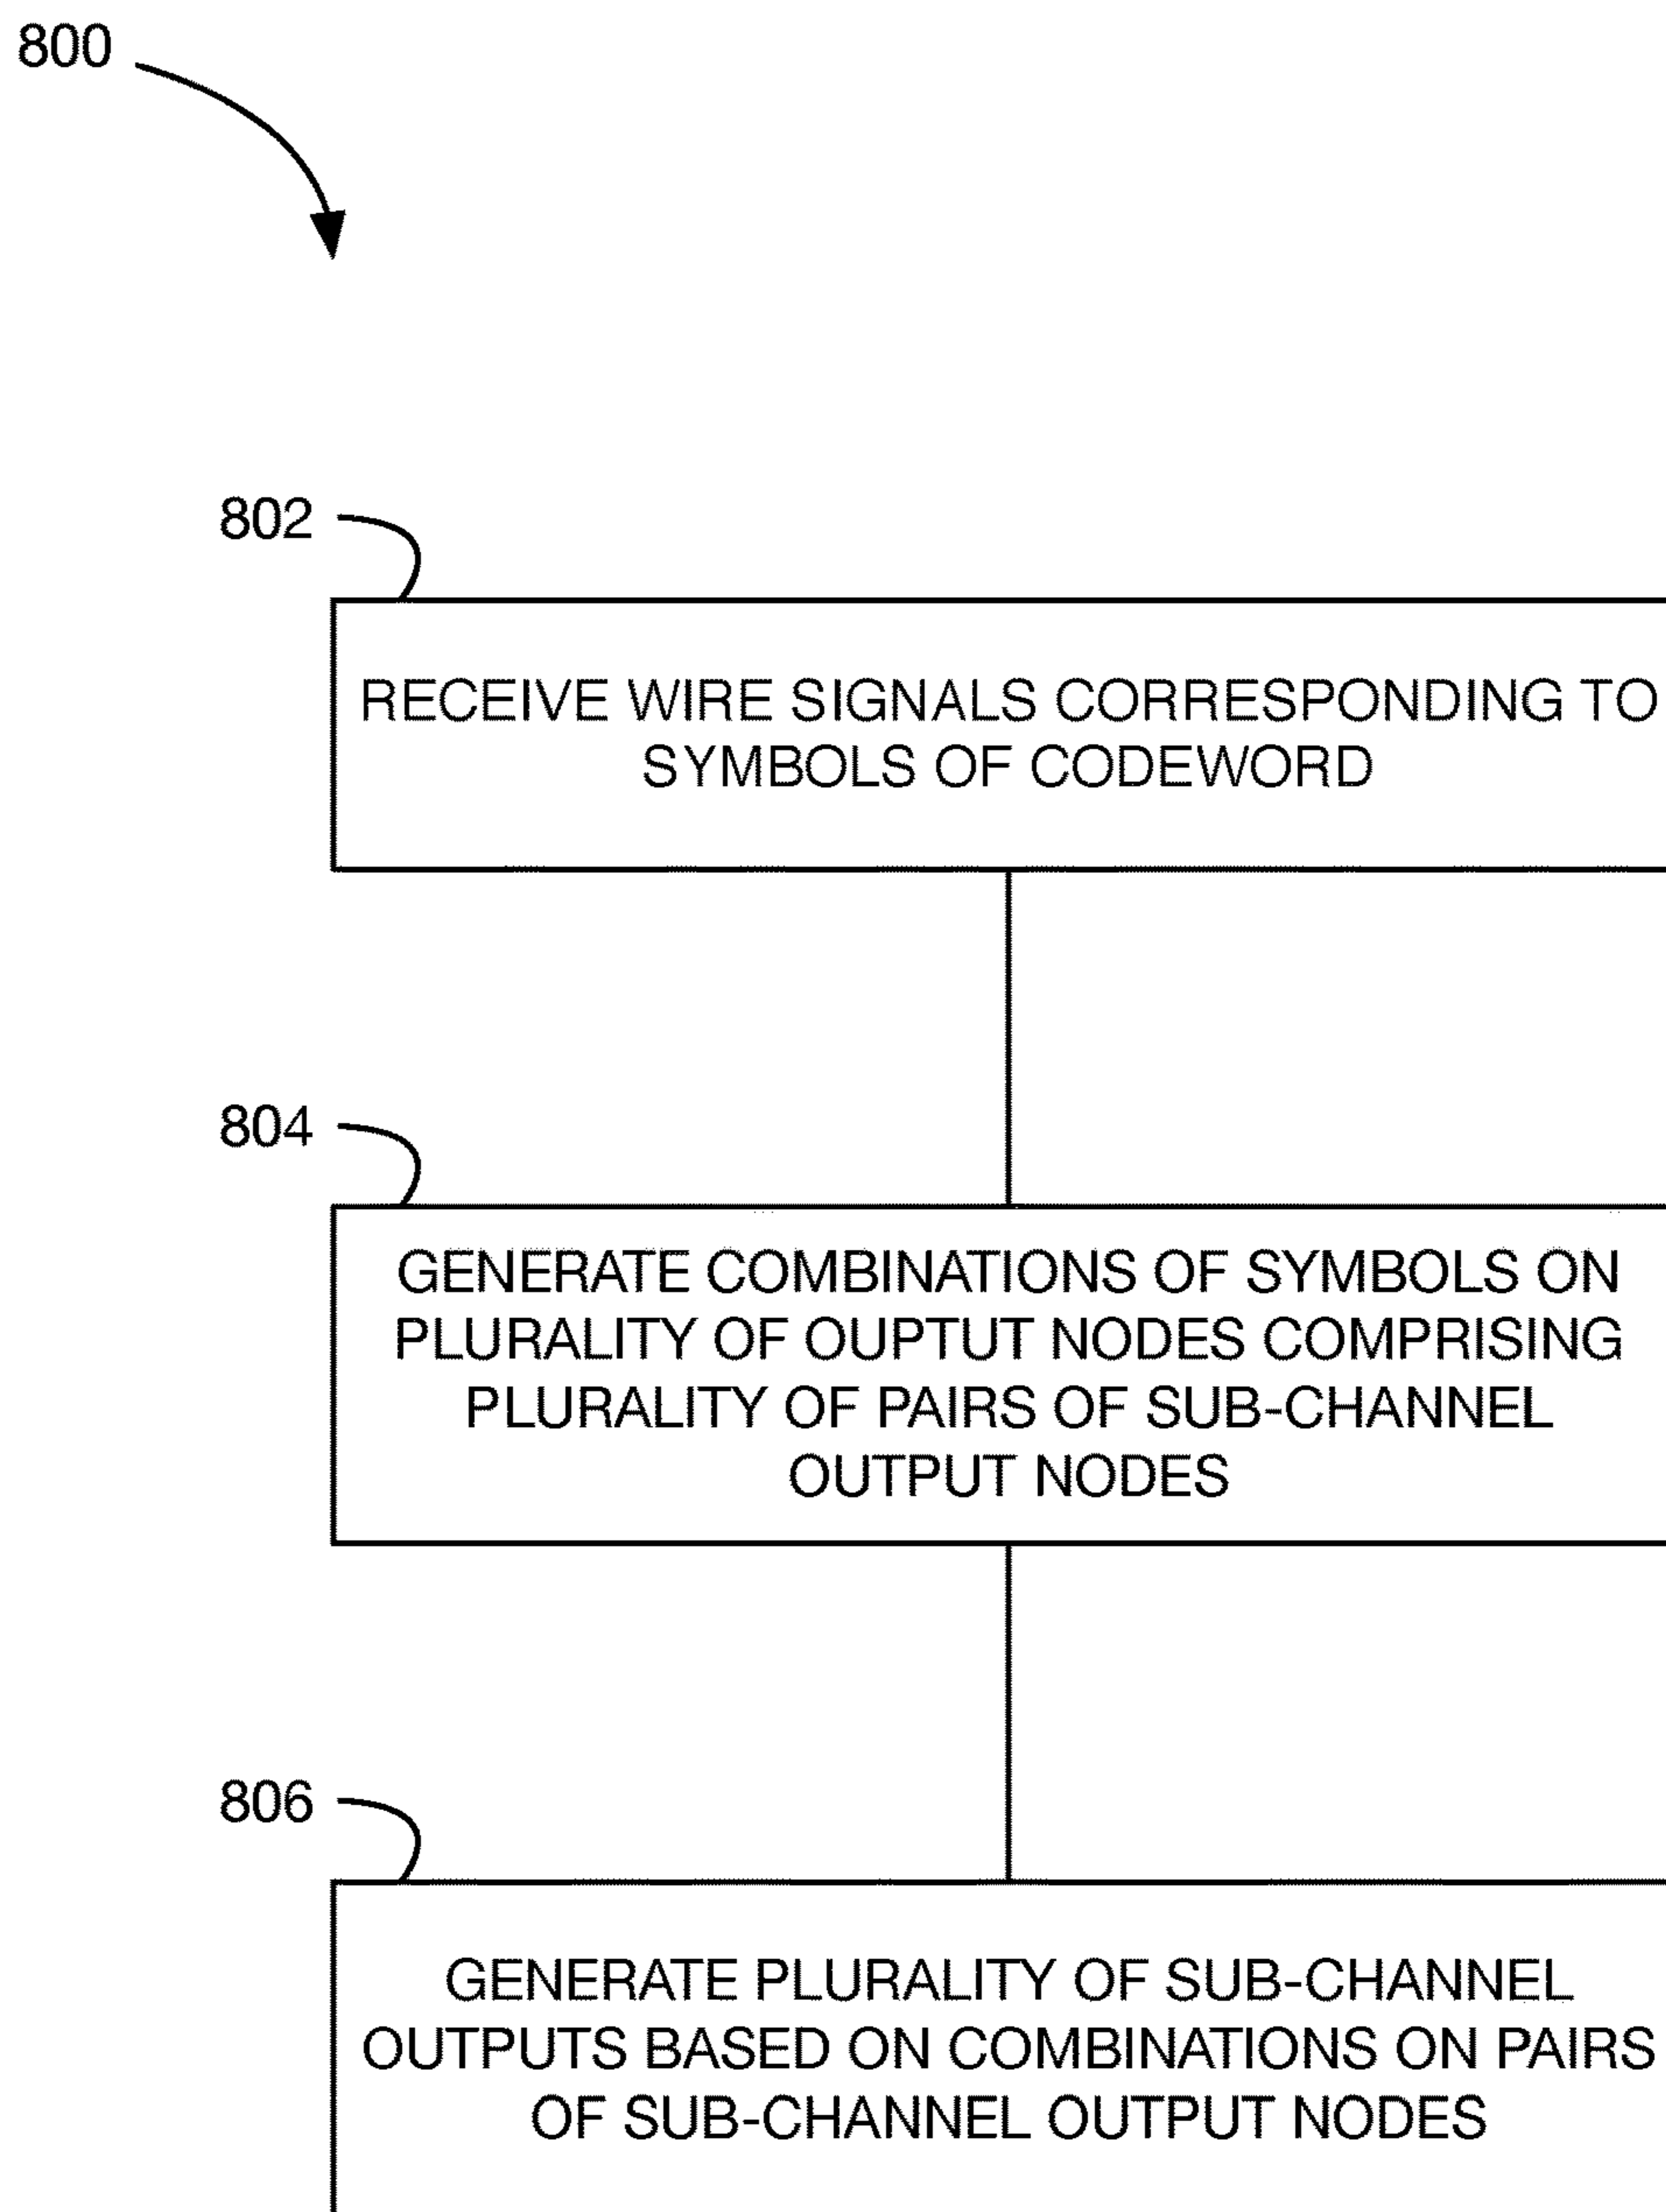 800
802
RECEIVE WIRE SIGNALS CORRESPONDING TO
SYMBOLS OF CODEWORD
804
GENERATE COMBINATIONS OF SYMBOLS ON
PLURALITY OF OUPTUT NODES COMPRISING
PLURALITY OF PAIRS OF SUB-CHANNEL
OUTPUT NODES
806
GENERATE PLURALITY OF SUB-CHANNEL
OUTPUTS BASED ON COMBINATIONS ON PAIRS
OF SUB-CHANNEL OUTPUT NODES